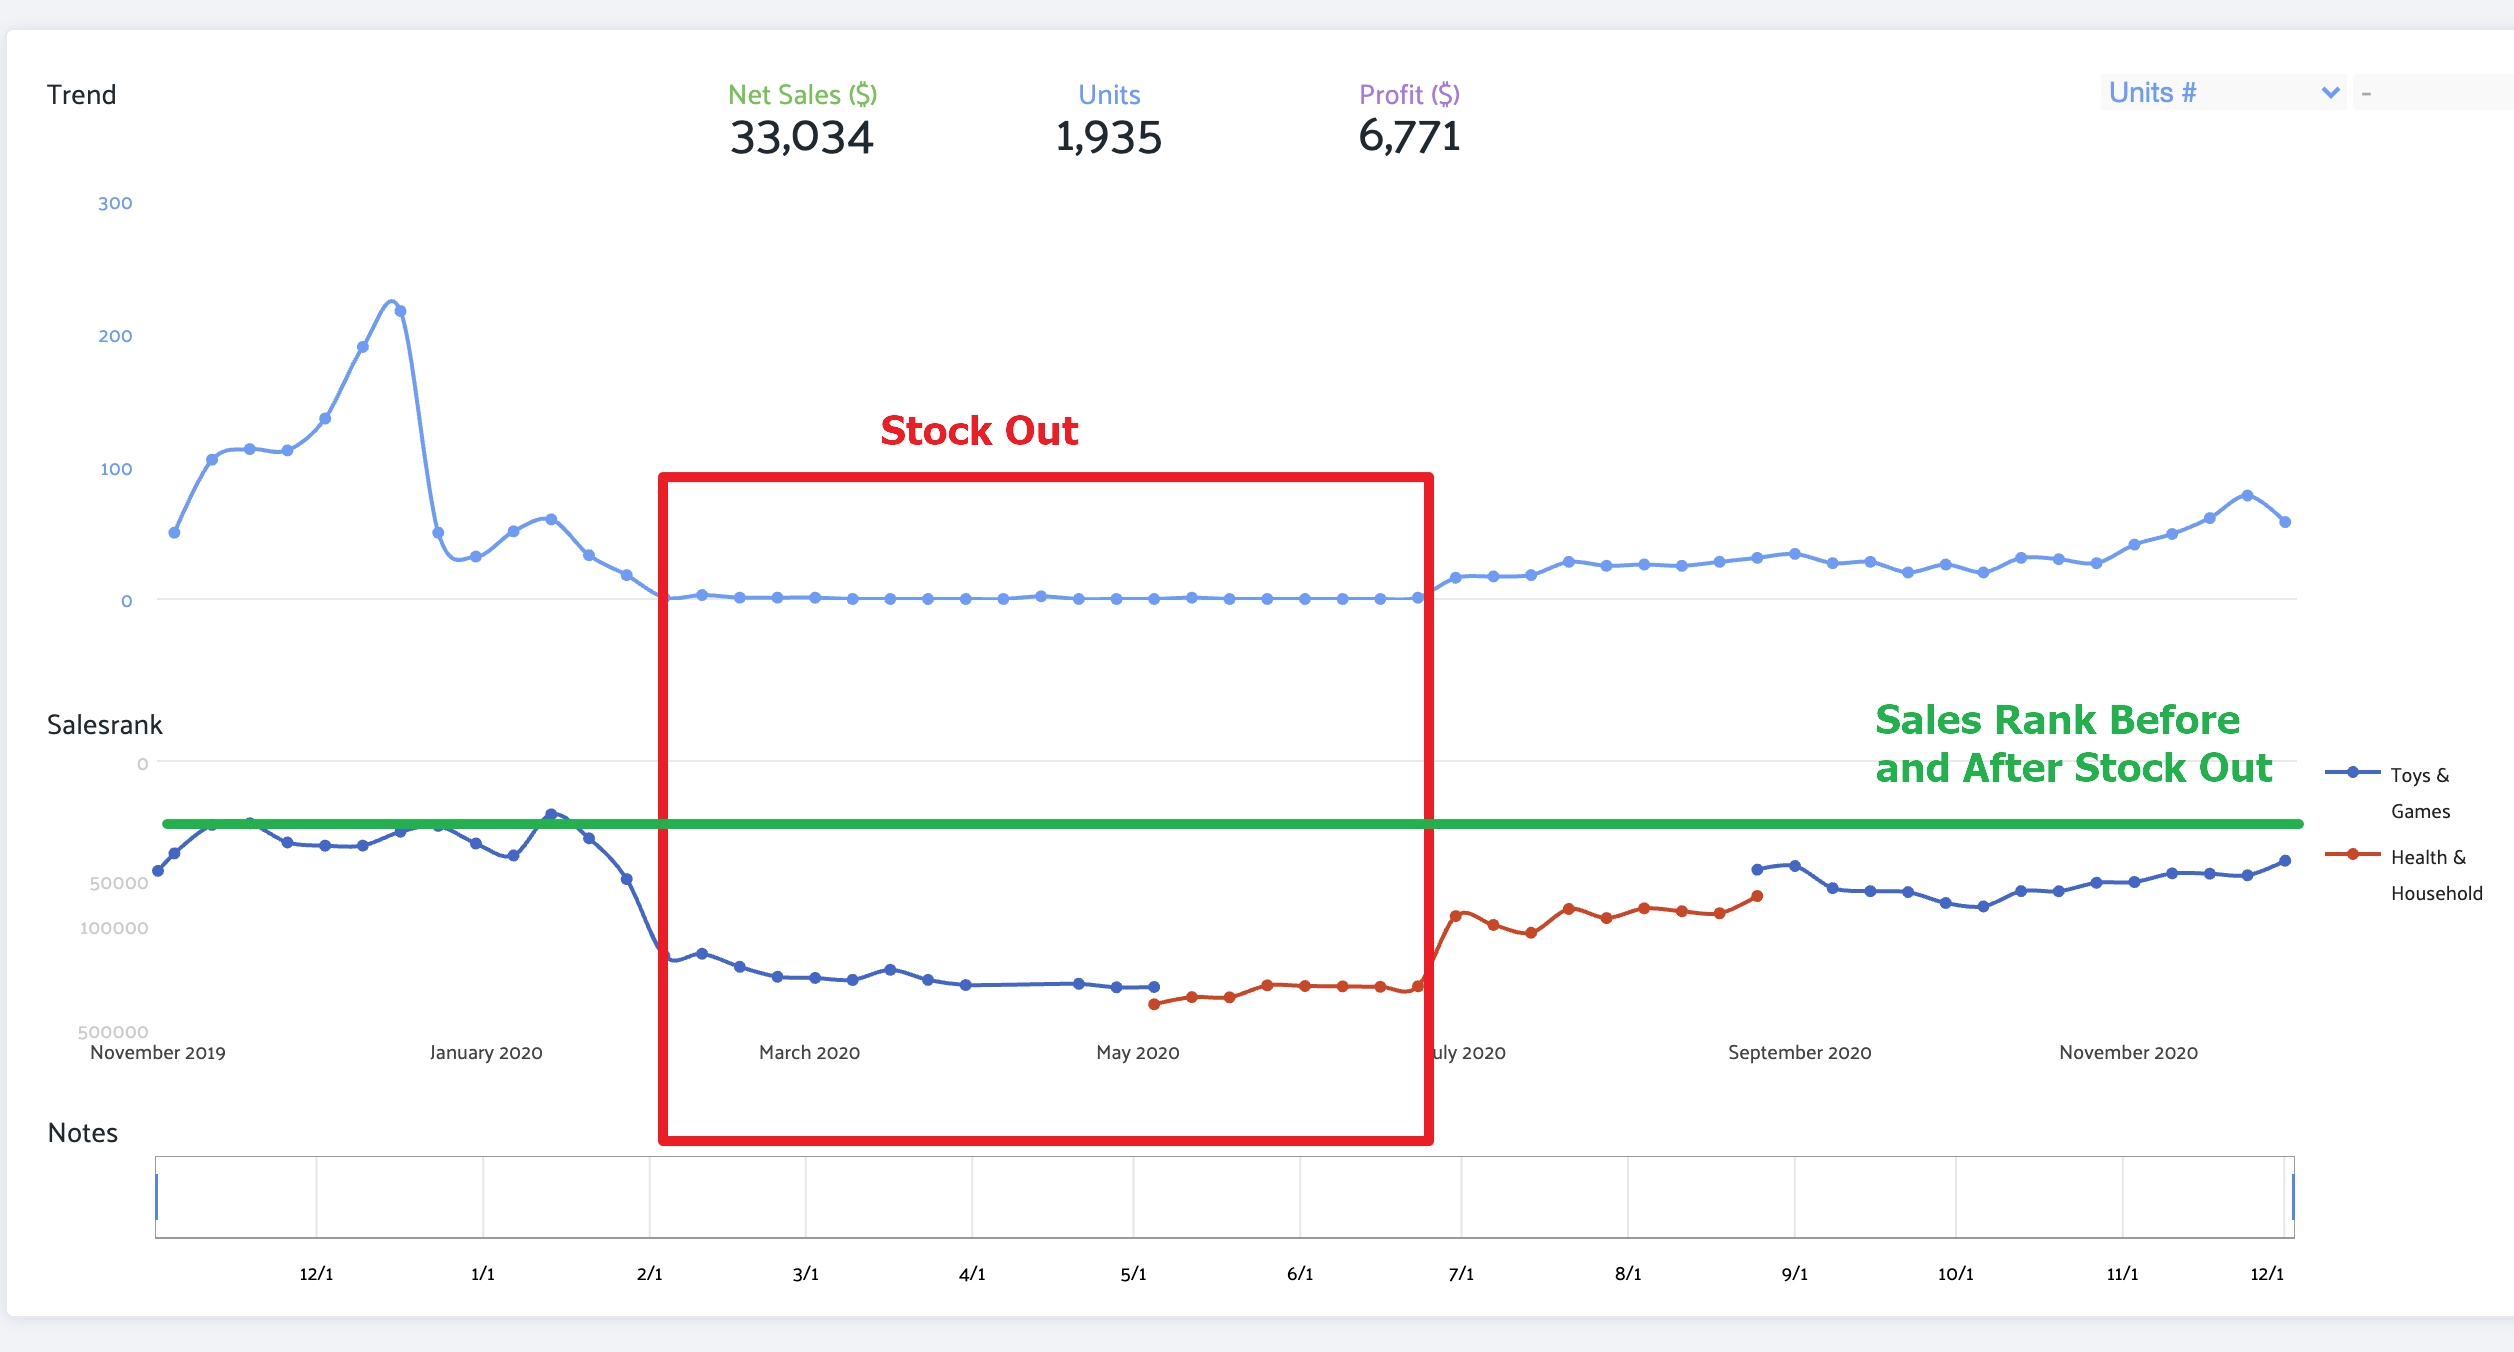 Trend
Net Sales ($)
33,034
Units
1,935
Profit ($)
6,771
Units #
-
300
200
100
0
Stock Out
Salesrank
0
50000
100000
500000
Sales Rank Before
and After Stock Out
Toys &
Games
Health &
Household
November 2019
January 2020
March 2020
May 2020
uly 2020
September 2020
November 2020
Notes
12/1
1/1
2/1
3/1
4/1
5/1
6/1
7/1
8/1
9/1
10/1
11/1
12/1